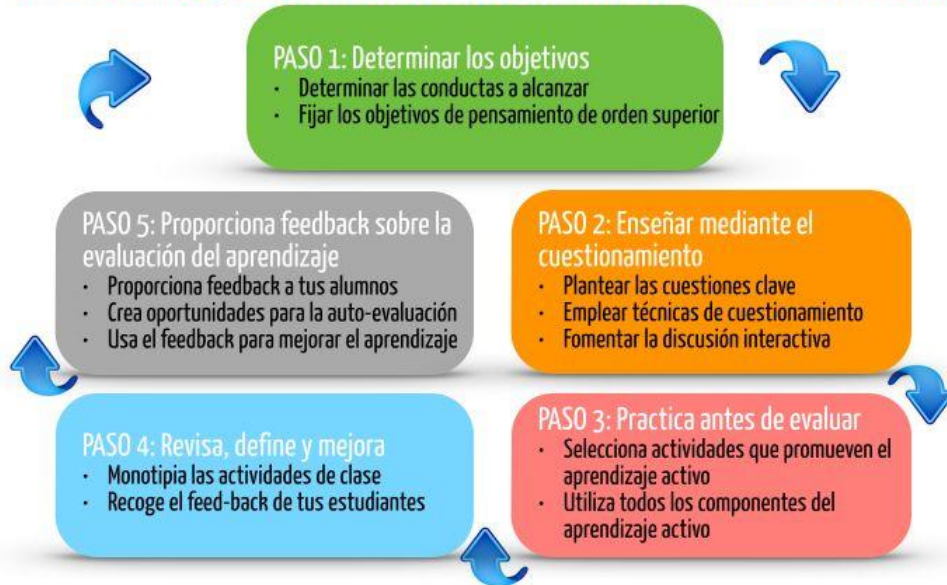 PASO 1: Determinar los objetivos
· Determinar las conductas a alcanzar
· Fijar los objetivos de pensamiento de orden superior
PASO 2: Enseñar mediante el
cuestionamiento
· Plantear las cuestiones clave
· Emplear técnicas de cuestionamiento
· Fomentar la discusión interactiva
PASO 3: Practica antes de evaluar
· Selecciona actividades que promueven el
aprendizaje activo
· Utiliza todos los componentes del
aprendizaje activo
PASO 4: Revisa, define y mejora
· Monotipia las actividades de clase
· Recoge el feed-back de tus estudiantes
PASO 5: Proporciona feedback sobre la
evaluación del aprendizaje
· Proporciona feedback a tus alumnos
· Crea oportunidades para la auto-evaluación
· Usa el feedback para mejorar el aprendizaje